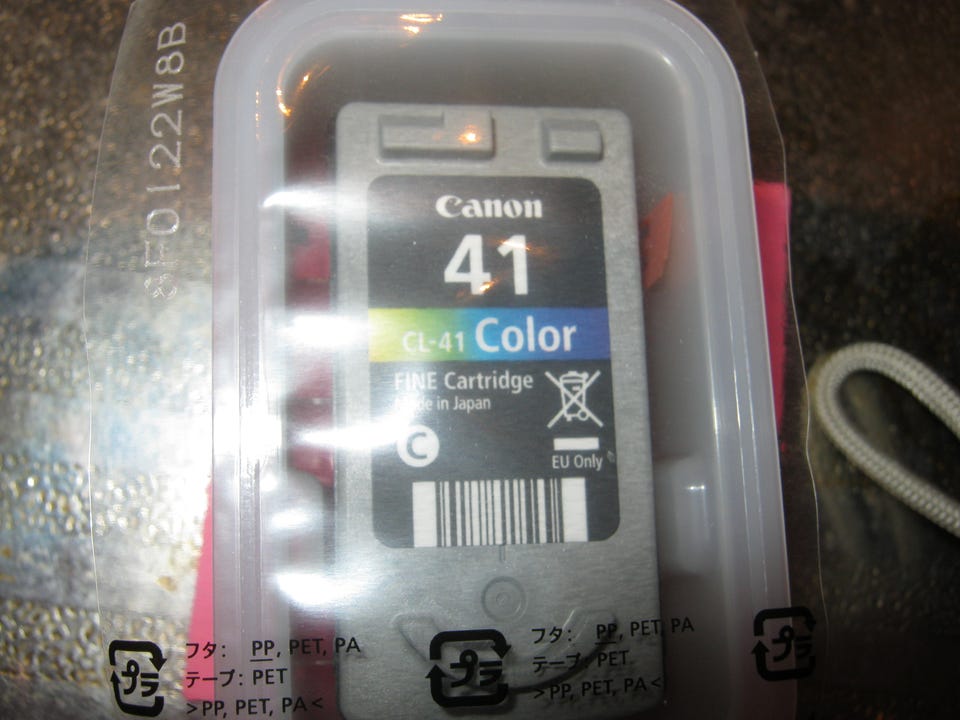 F0122W8B
Canon
41
CL-41 Color
FINE Cartridge
Made in Japan
C
EU Only
プラ
フタ: PP, PET, PA
テープ: PET
>PP, PET, PA<
プラ
フタ: PP, PET, PA
テープ: PET
>PP, PET, PA<
プラ